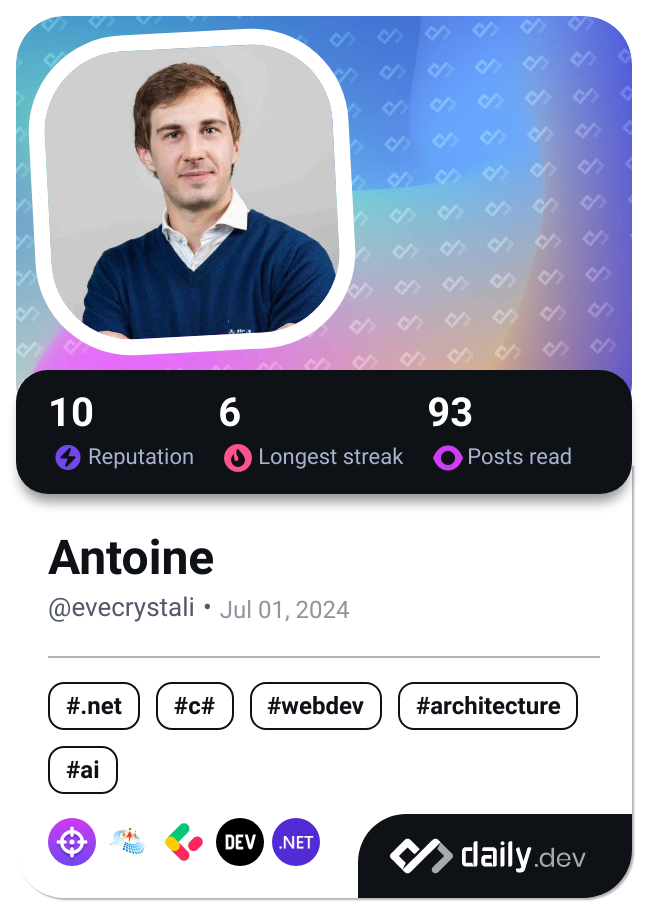 10 6 93
Reputation Longest streak Posts read
Antoine
@evecrystali • Jul 01, 2024
#.net #c# #webdev #architecture
#ai
DEV .NET daily.dev